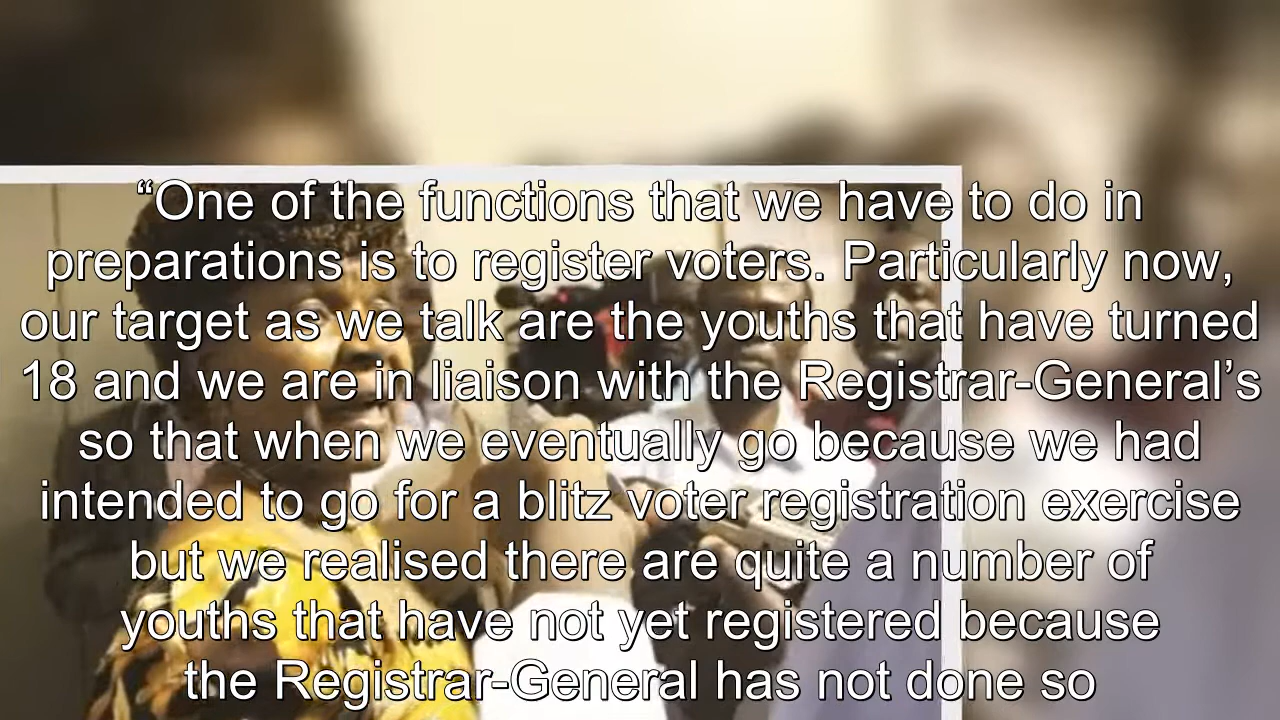 “One of the functions that we have to do in
preparations is to register voters. Particularly now,
our target as we talk are the youths that have turned
18 and we are in liaison with the Registrar-General’s
so that when we eventually go because we had
intended to go for a blitz voter registration exercise
but we realised there are quite a number of
youths that have not yet registered because
the Registrar-General has not done so